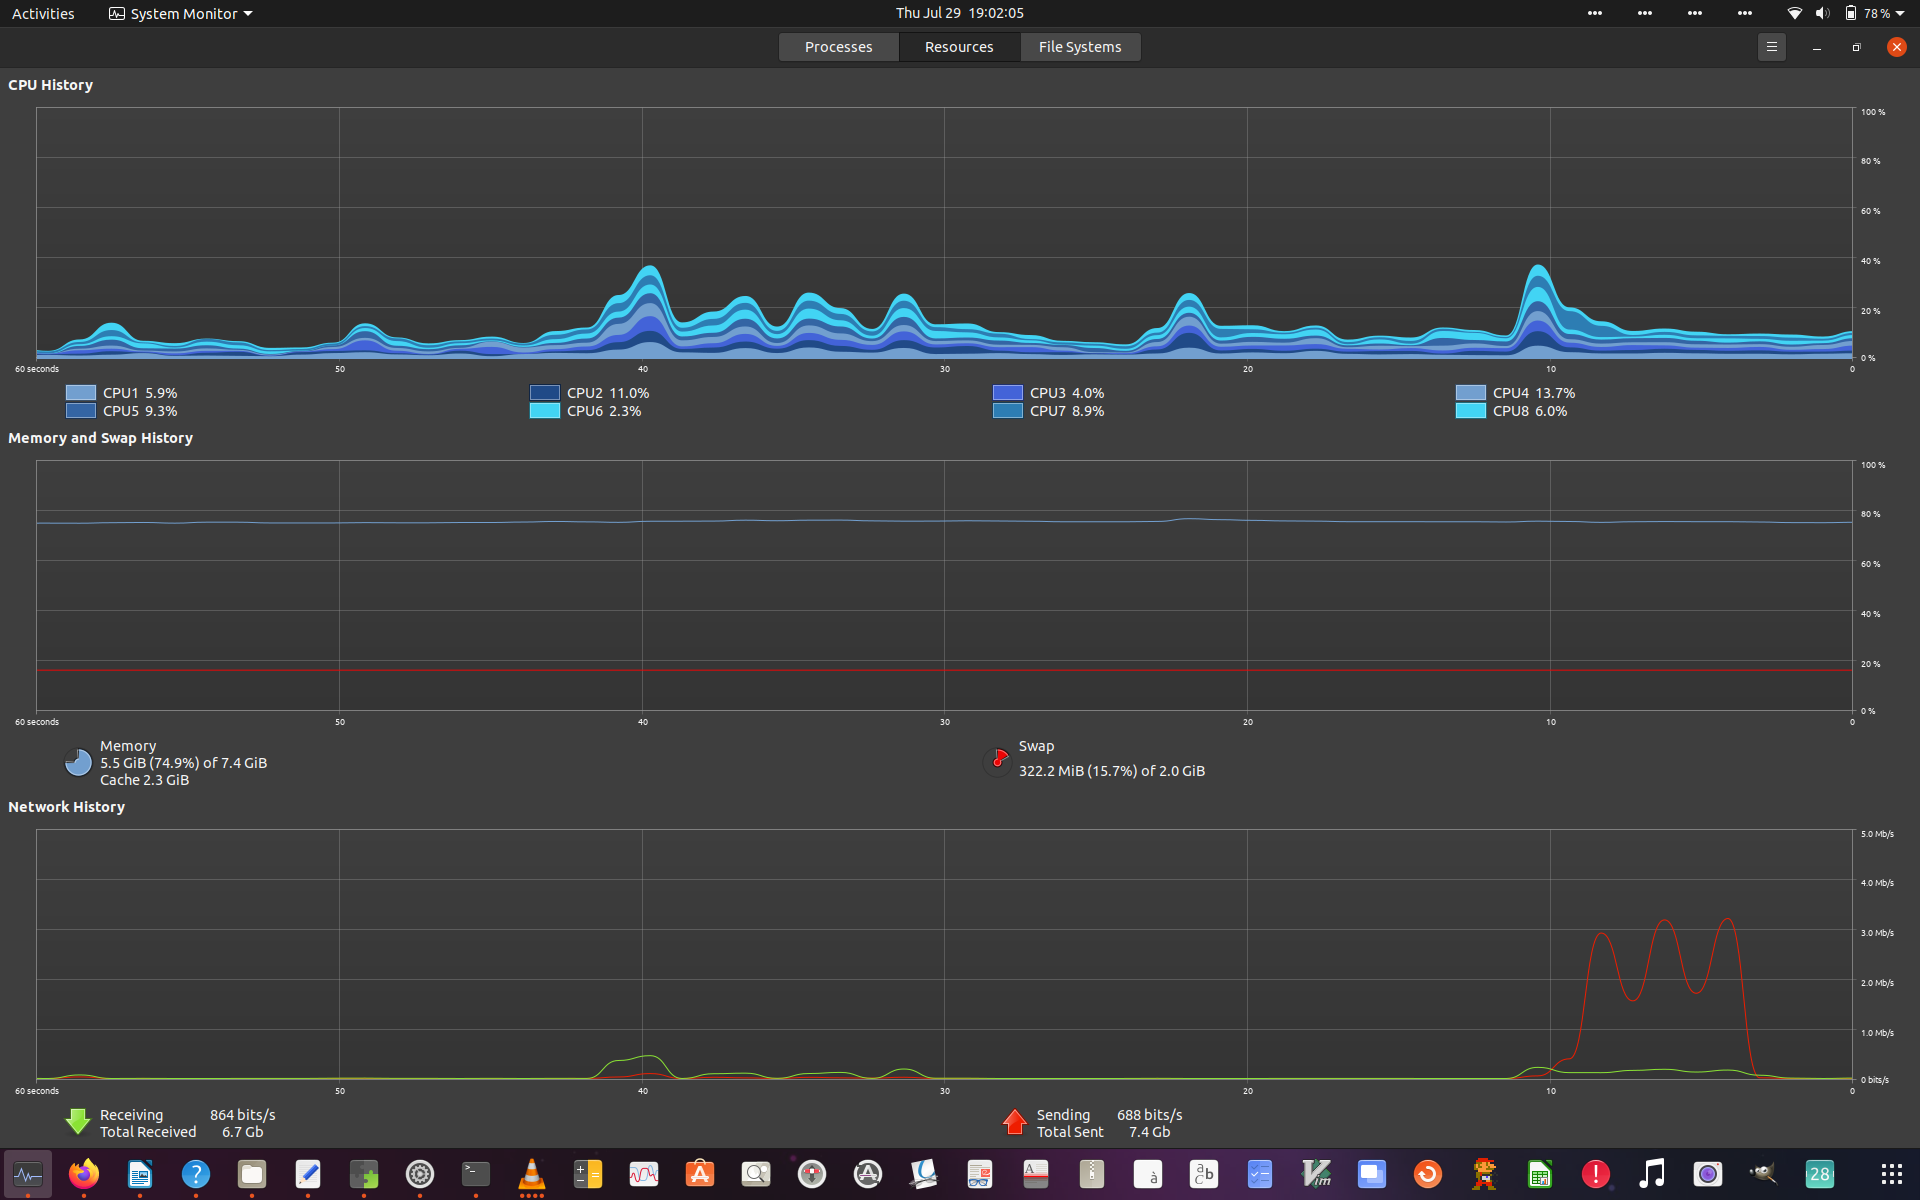 Activities System Monitor Thu Jul 29 19:02:05 78 %
Processes Resources File Systems
CPU History
100 %
80 %
60 %
40 %
20 %
0 %
60 seconds 50 40 30 20 10 0
CPU1 5.9% CPU2 11.0% CPU3 4.0% CPU4 13.7%
CPU5 9.3% CPU6 2.3% CPU7 8.9% CPU8 6.0%
Memory and Swap History
100 %
80 %
60 %
40 %
20 %
0 %
60 seconds 50 40 30 20 10 0
Memory
5.5 GiB (74.9%) of 7.4 GiB
Cache 2.3 GiB
Swap
322.2 MiB (15.7%) of 2.0 GiB
Network History
5.0 Mb/s
4.0 Mb/s
3.0 Mb/s
2.0 Mb/s
1.0 Mb/s
0 bits/s
60 seconds 50 40 30 20 10 0
Receiving 864 bits/s
Total Received 6.7 Gb
Sending 688 bits/s
Total Sent 7.4 Gb
? >_ A à a b c Vim ! 28